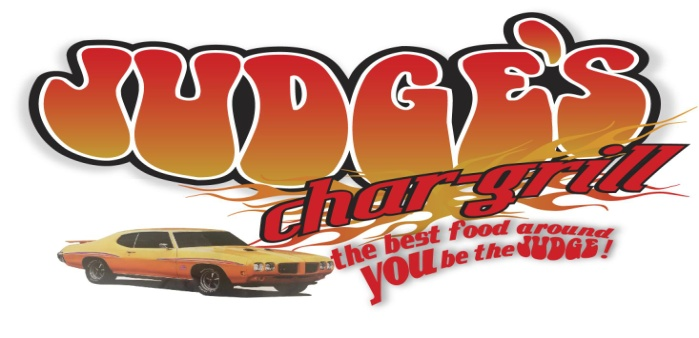 JUDGE'S
char-grill
the best food around
YOU be the JUDGE!